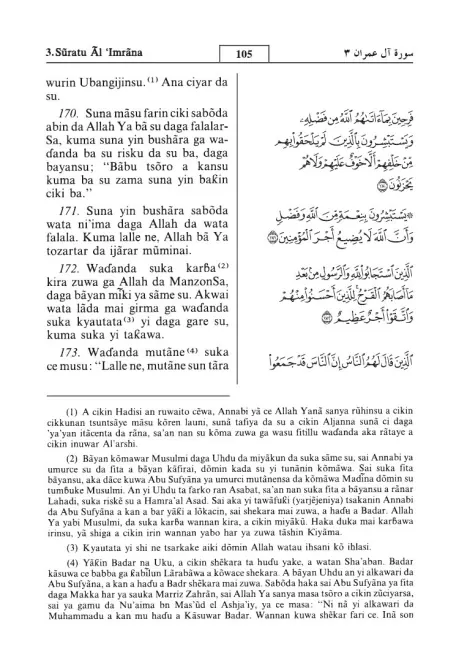 3. Sūratu Āl 'Imrāna
105
سورة آل عمران ٣
wurin Ubangijinsu.⁽¹⁾ Ana ciyar da
su.
170. Suna māsu farin ciki sabōda
abin da Allah Ya bā su daga falalar-
Sa, kuma suna yin bushāra ga wa-
ɗanda ba su risku da su ba, daga
bayansu; “Bābu tsōro a kansu
kuma ba su zama suna yin baƙin
ciki ba.”
171. Suna yin bushāra sabōda
wata ni'ima daga Allah da wata
falala. Kuma lalle ne, Allah bā Ya
tozartar da ijārar mūminai.
172. Waɗanda suka karɓa⁽²⁾
kira zuwa ga Allah da ManzonSa,
daga bāyan mīki ya sāme su. Akwai
wata lāda mai girma ga waɗanda
suka kyautata⁽³⁾ yi daga gare su,
kuma suka yi taƙawa.
173. Waɗanda mutāne⁽⁴⁾ suka
ce musu: “Lalle ne, mutāne sun tāra
فَرِحِينَ بِمَآ ءَاتَىٰهُمُ ٱللَّهُ مِن فَضْلِهِۦ
وَيَسْتَبْشِرُونَ بِٱلَّذِينَ لَمْ يَلْحَقُوا۟ بِهِم
مِّنْ خَلْفِهِمْ أَلَّا خَوْفٌ عَلَيْهِمْ وَلَا هُمْ
يَحْزَنُونَ ١٧٠
۞ يَسْتَبْشِرُونَ بِنِعْمَةٍ مِّنَ ٱللَّهِ وَفَضْلٍ
وَأَنَّ ٱللَّهَ لَا يُضِيعُ أَجْرَ ٱلْمُؤْمِنِينَ ١٧١
ٱلَّذِينَ ٱسْتَجَابُوا۟ لِلَّهِ وَٱلرَّسُولِ مِنۢ بَعْدِ
مَآ أَصَابَهُمُ ٱلْقَرْحُ ۚ لِلَّذِينَ أَحْسَنُوا۟ مِنْهُمْ
وَٱتَّقَوْا۟ أَجْرٌ عَظِيمٌ ١٧٢
ٱلَّذِينَ قَالَ لَهُمُ ٱلنَّاسُ إِنَّ ٱلنَّاسَ قَدْ جَمَعُوا۟
(1) A cikin Hadisi an ruwaito cēwa, Annabi yā ce Allah Yanā sanya rūhinsu a cikin
cikkunan tsuntsāye māsu kōren launi, sunā tafiya da su a cikin Aljanna sunā ci daga
'ya'yan itācenta da rāna, sa'an nan su kōma zuwa ga wasu fitillu waɗanda aka rātaye a
cikin inuwar Al'arshi.
(2) Bāyan kōmawar Musulmi daga Uhdu da miyākun da suka sāme su, sai Annabi ya
umurce su da fita a bāyan kāfirai, dōmin kada su yi tunānin kōmāwa. Sai suka fita
bāyansu, aka dāce kuwa Abu Sufyāna ya umurci mutānensa da kōmawa Madīna dōmin su
tumɓuke Musulmi. An yi Uhdu ta farko ran Asabat, sa'an nan suka fita a bāyansu a rānar
Lahadi, suka riskē su a Hamra'al Asad. Sai aka yi tawāfuƙi (yarjējeniya) tsakanin Annabi
da Abu Sufyāna a kan a bar yāƙi a lōkacin, sai shekara mai zuwa, a haɗu a Badar. Allah
Ya yabi Musulmi, da suka karɓa wannan kira, a cikin miyākū. Haka duka mai karɓawa
irinsu, yā shiga a cikin irin wannan yabo har ya zuwa tāshin Kiyāma.
(3) Kyautata yi shi ne tsarkake aiki dōmin Allah watau ihsani kō ihlasi.
(4) Yāƙin Badar na Uku, a cikin shēkara ta huɗu yake, a watan Sha'aban. Badar
kāsuwa ce babba ga ƙabīlun Lārabāwa a kōwace shekara. A bāyan Uhdu an yi alkawari da
Abu Sufyāna, a kan a haɗu a Badr shēkara mai zuwa. Sabōda haka sai Abu Sufyāna ya fita
daga Makka har ya sauka Marriz Zahrān, sai Allah Ya sanya masa tsōro a cikin zūciyarsa,
sai ya gamu da Nu'aima bn Mas'ūd el Ashja'iy, ya ce masa: “Ni nā yi alkawari da
Muhammadu a kan mu haɗu a Kāsuwar Badar. Wannan kuwa shēkar fari ce. Inā son